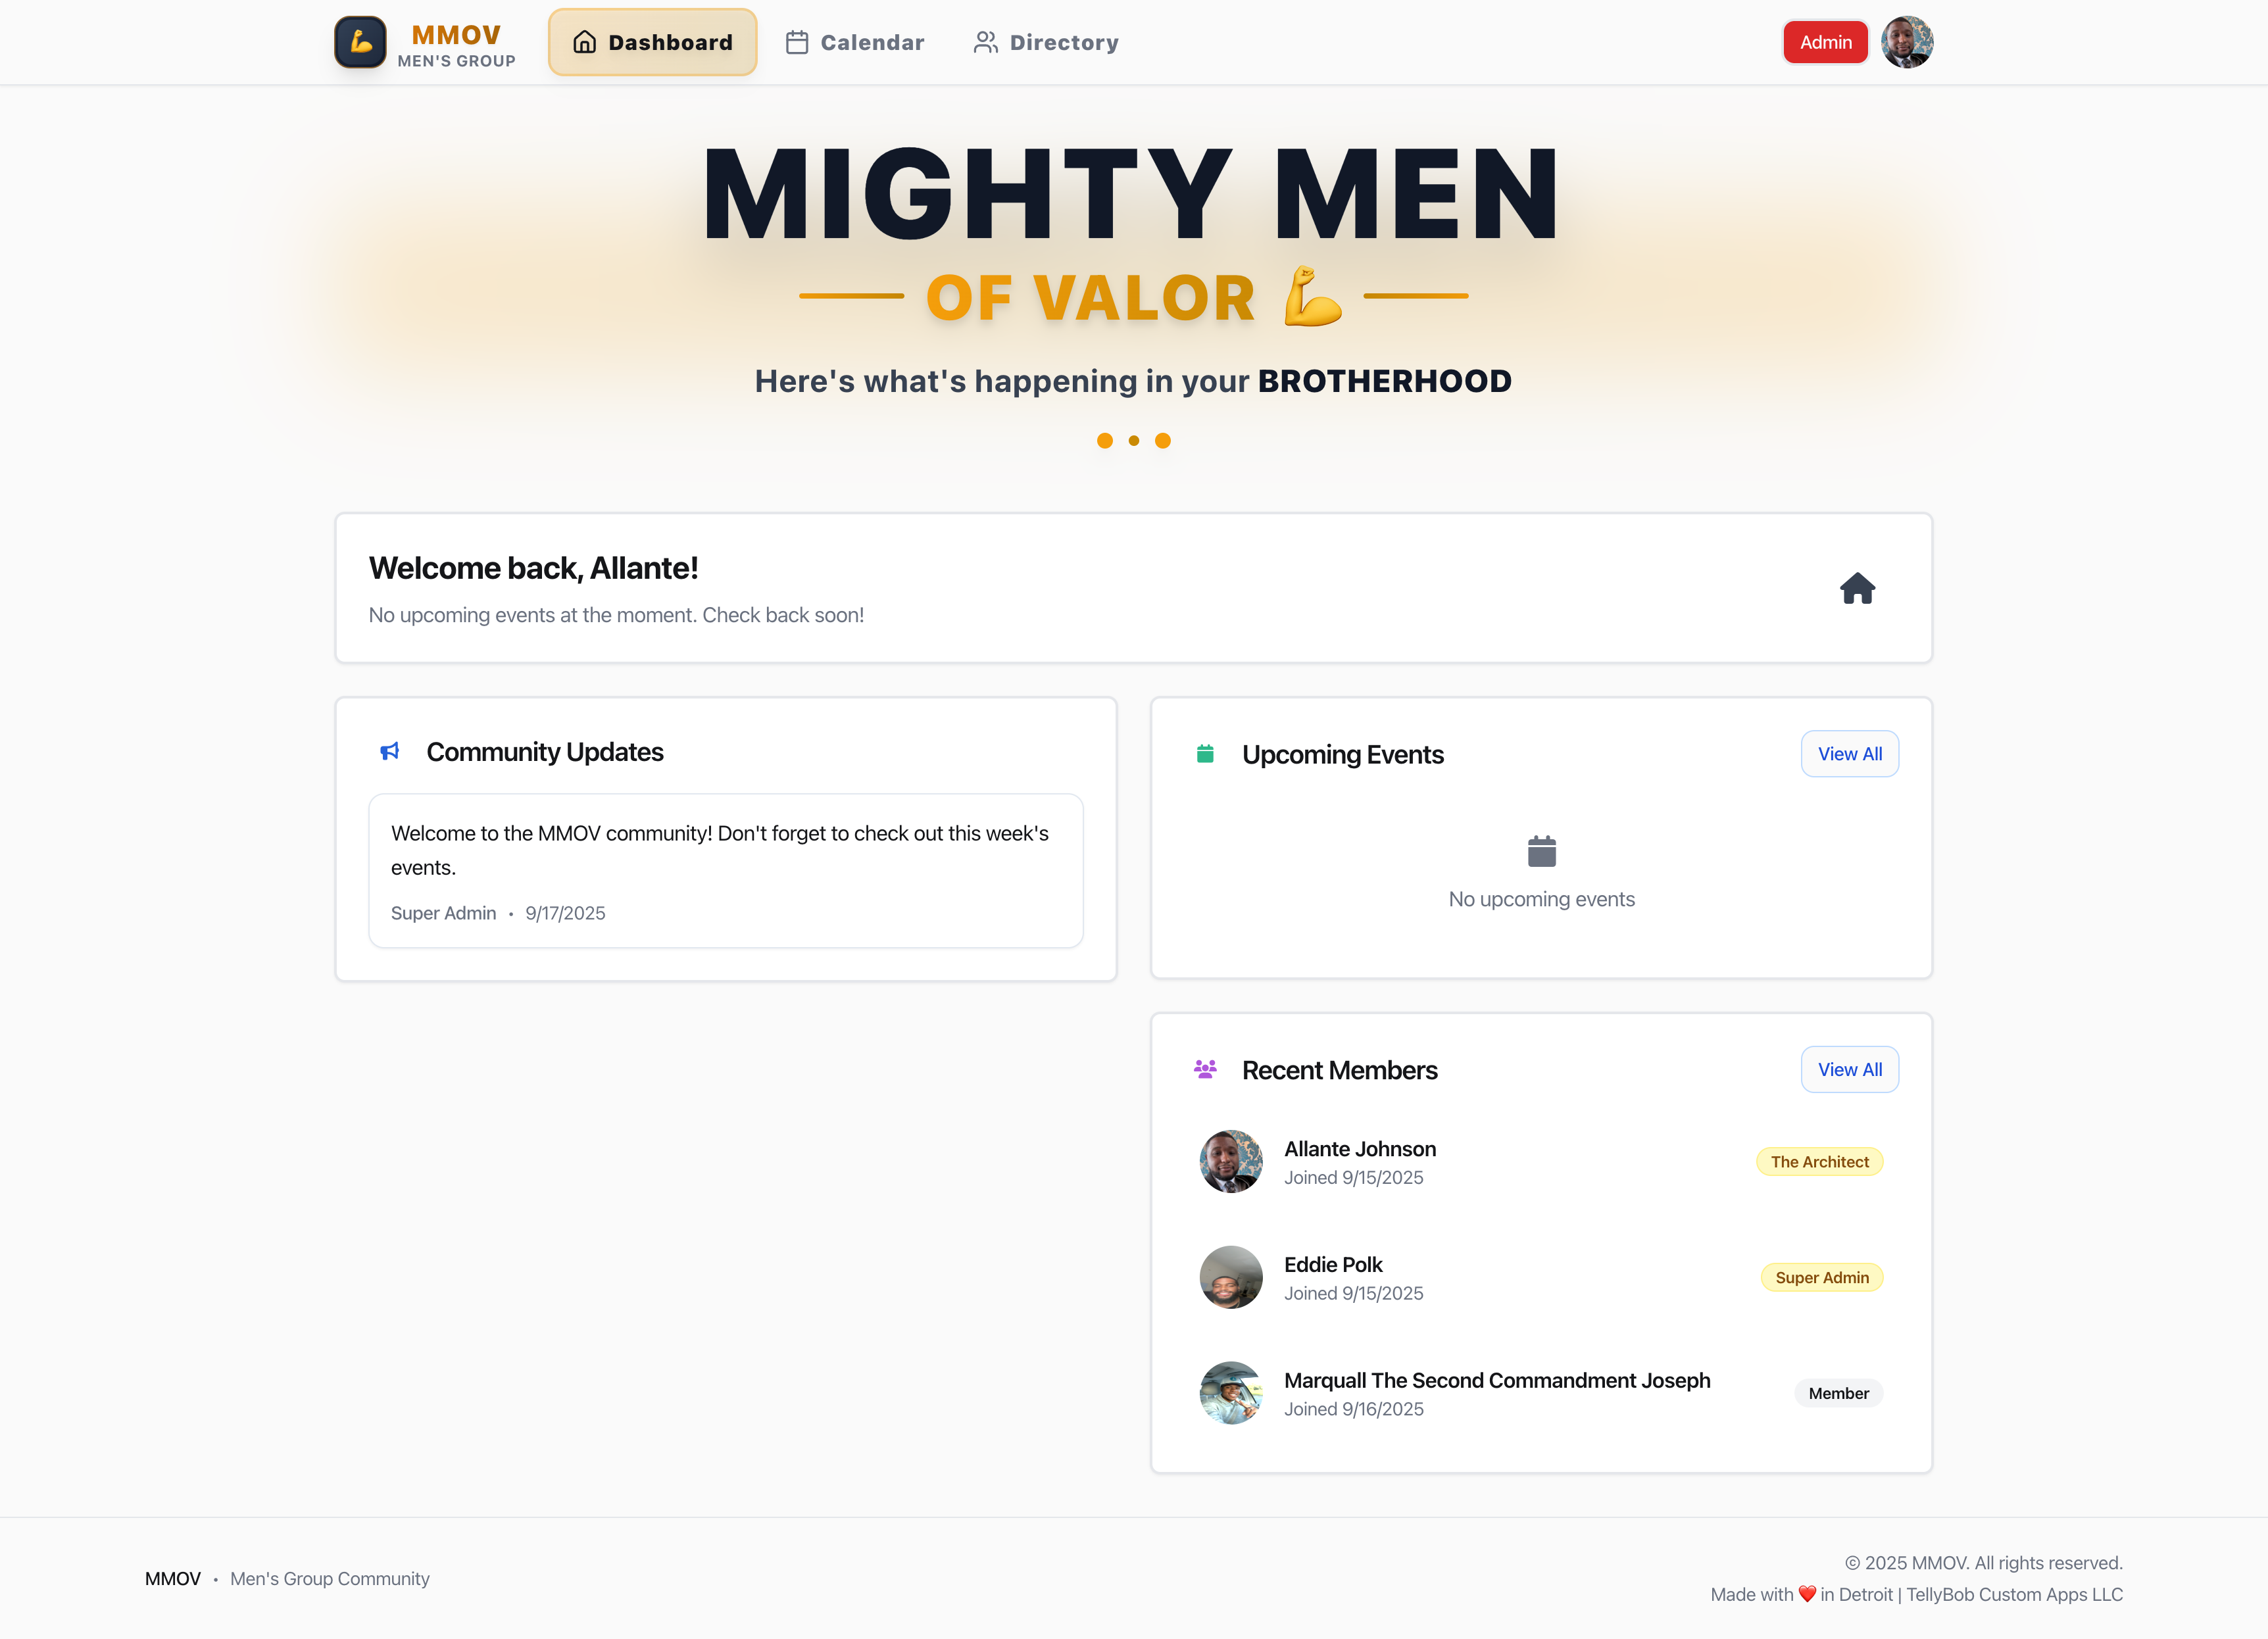 MMOV
MEN'S GROUP
Dashboard
Calendar
Directory
Admin
MIGHTY MEN
OF VALOR 💪
Here's what's happening in your BROTHERHOOD
Welcome back, Allante!
No upcoming events at the moment. Check back soon!
Community Updates
Welcome to the MMOV community! Don't forget to check out this week's
events.
Super Admin • 9/17/2025
Upcoming Events
View All
No upcoming events
Recent Members
View All
Allante Johnson
Joined 9/15/2025
The Architect
Eddie Polk
Joined 9/15/2025
Super Admin
Marquall The Second Commandment Joseph
Joined 9/16/2025
Member
MMOV • Men's Group Community
© 2025 MMOV. All rights reserved.
Made with ❤️ in Detroit | TellyBob Custom Apps LLC